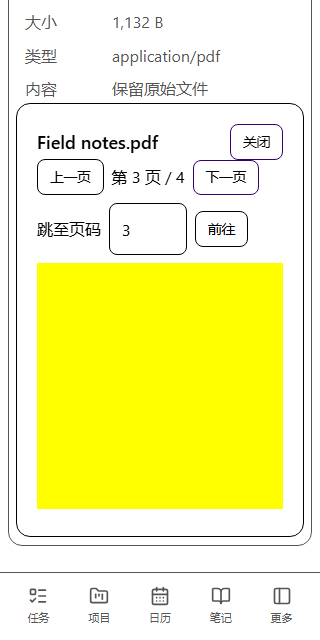 大小 1,132 B
类型 application/pdf
内容 保留原始文件
Field notes.pdf 关闭
上一页 第 3 页 / 4 下一页
跳至页码 3 前往
任务 项目 日历 笔记 更多